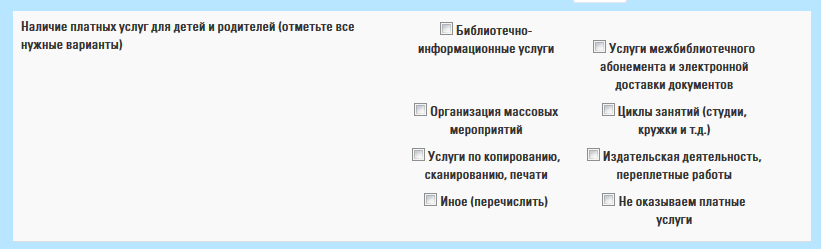 Наличие платных услуг для детей и родителей (отметьте все
нужные варианты)
Библиотечно-
информационные услуги
Услуги межбиблиотечного
абонемента и электронной
доставки документов
Организация массовых
мероприятий
Циклы занятий (студии,
кружки и т.д.)
Услуги по копированию,
сканированию, печати
Издательская деятельность,
переплетные работы
Иное (перечислить)
Не оказываем платные
услуги